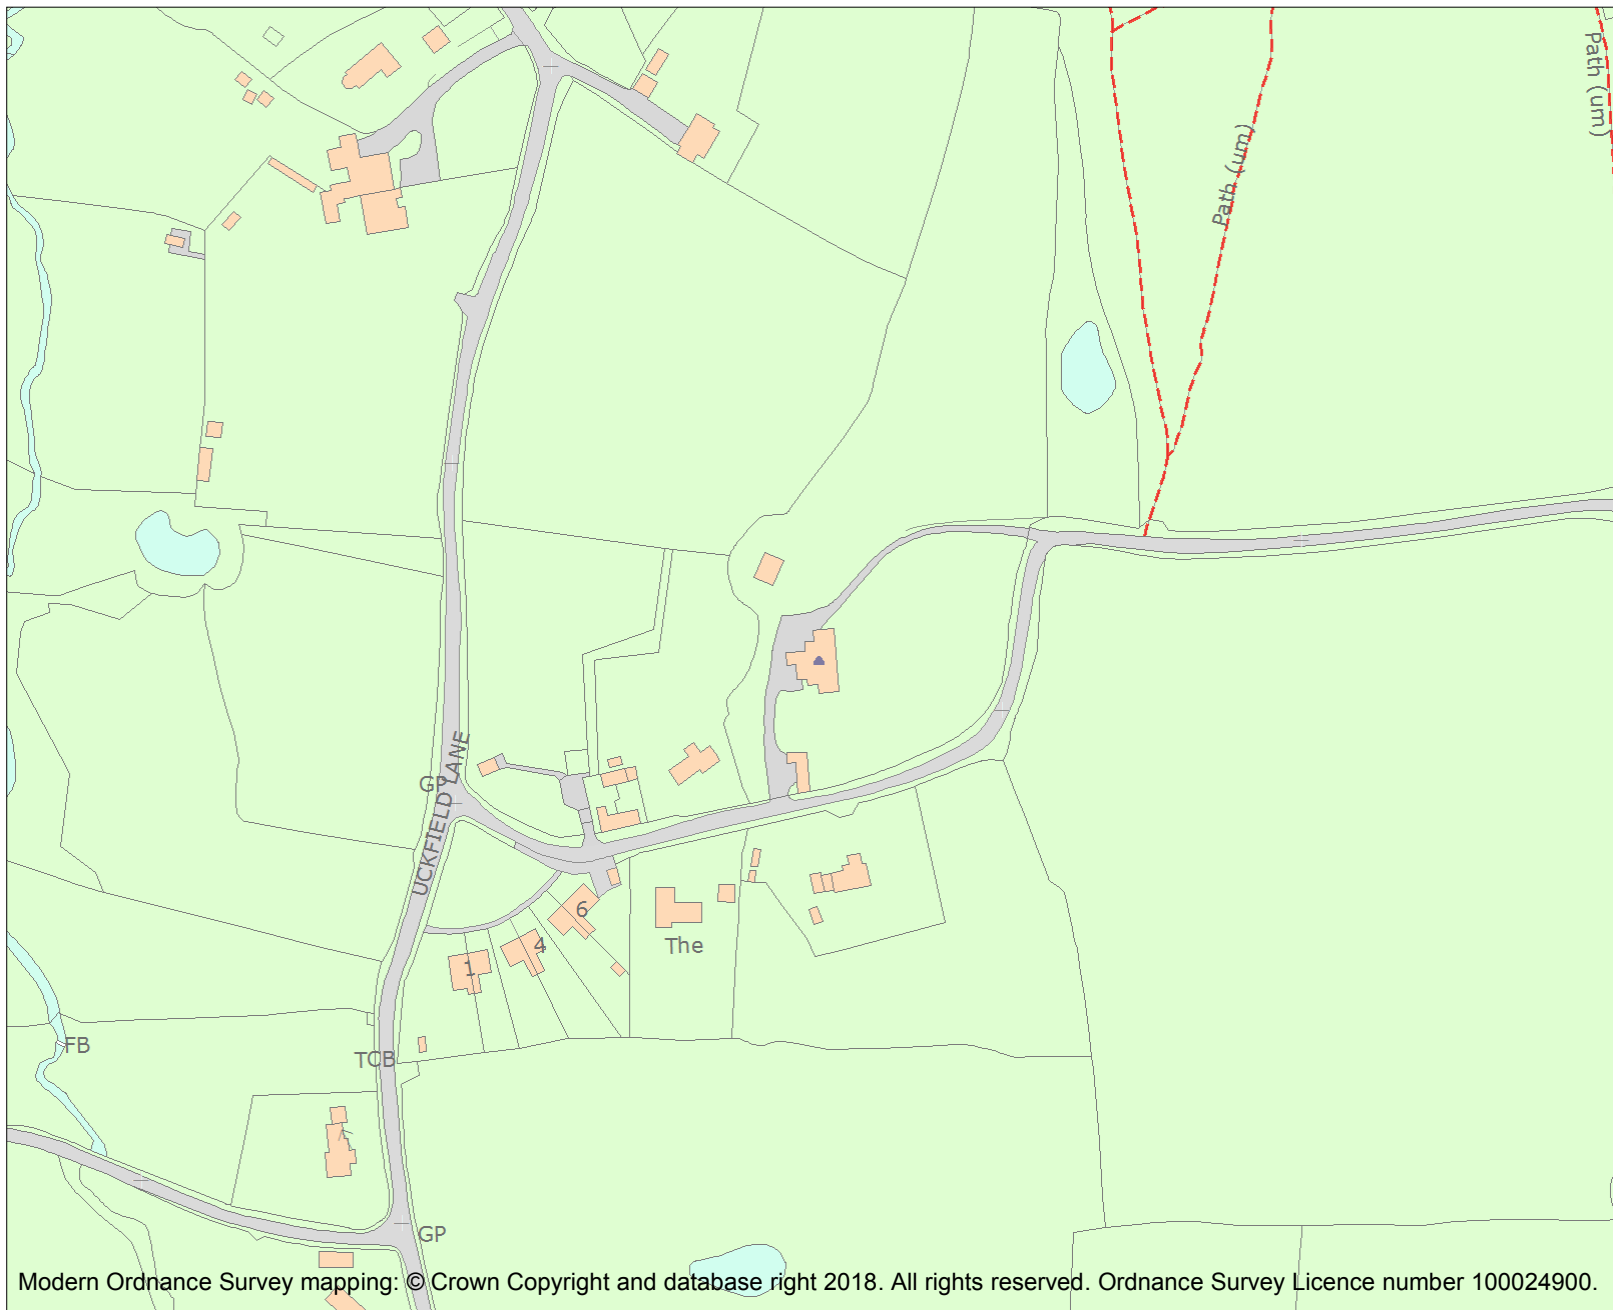 Path (um)
Path (um)
UCKFIELD LANE
GP
6
4
The
1
FB
TCB
GP
Modern Ordnance Survey mapping: © Crown Copyright and database right 2018. All rights reserved. Ordnance Survey Licence number 100024900.